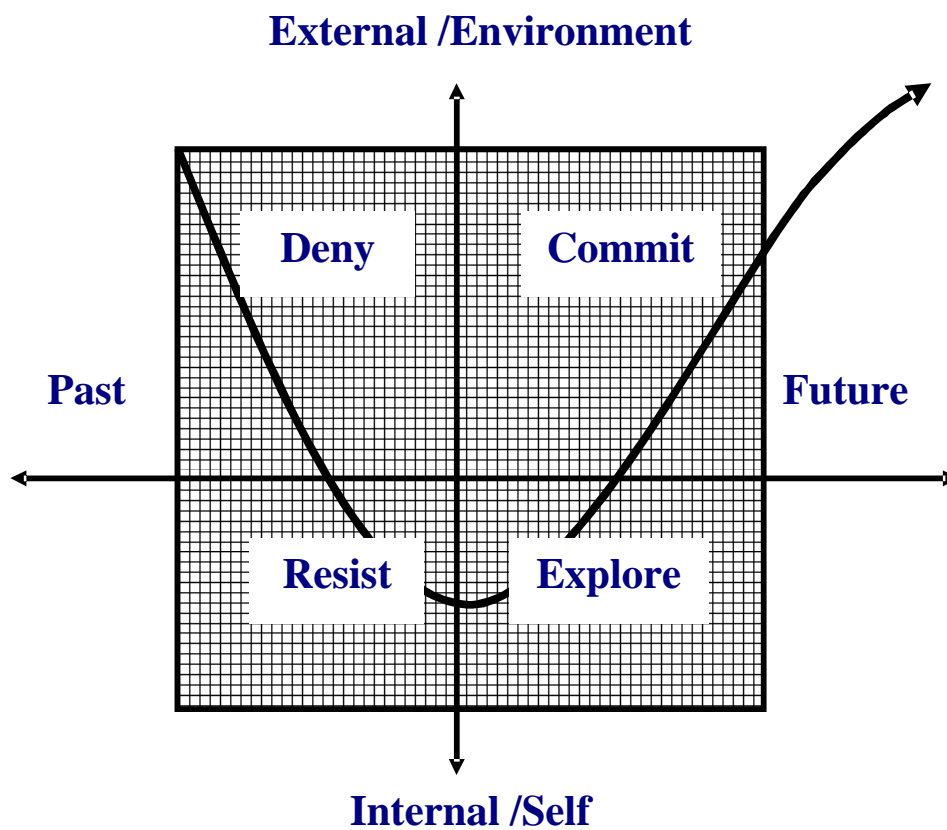 External /Environment
Deny
Commit
Past
Future
Resist
Explore
Internal /Self